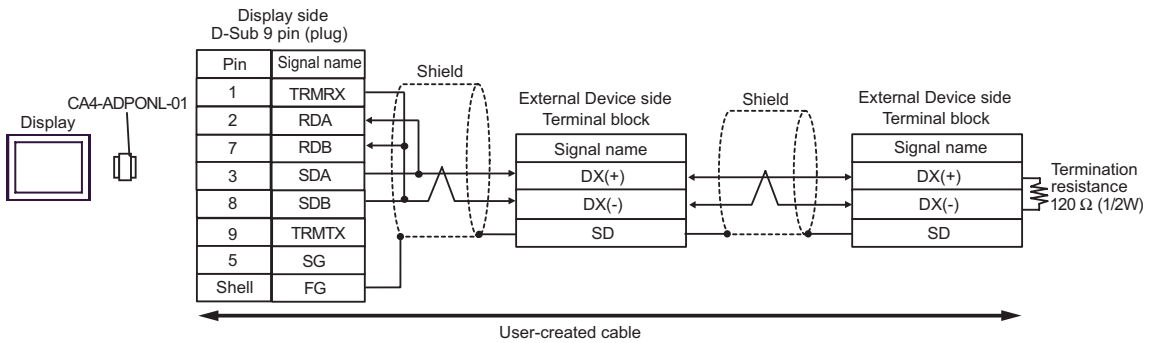 Display side
D-Sub 9 pin (plug)
Pin Signal name
1 TRMRX
2 RDA
7 RDB
3 SDA
8 SDB
9 TRMTX
5 SG
Shell FG
CA4-ADPONL-01
Display
Shield
External Device side
Terminal block
Signal name
DX(+)
DX(-)
SD
Shield
External Device side
Terminal block
Signal name
DX(+)
DX(-)
SD
Termination
resistance
120 Ω (1/2W)
User-created cable